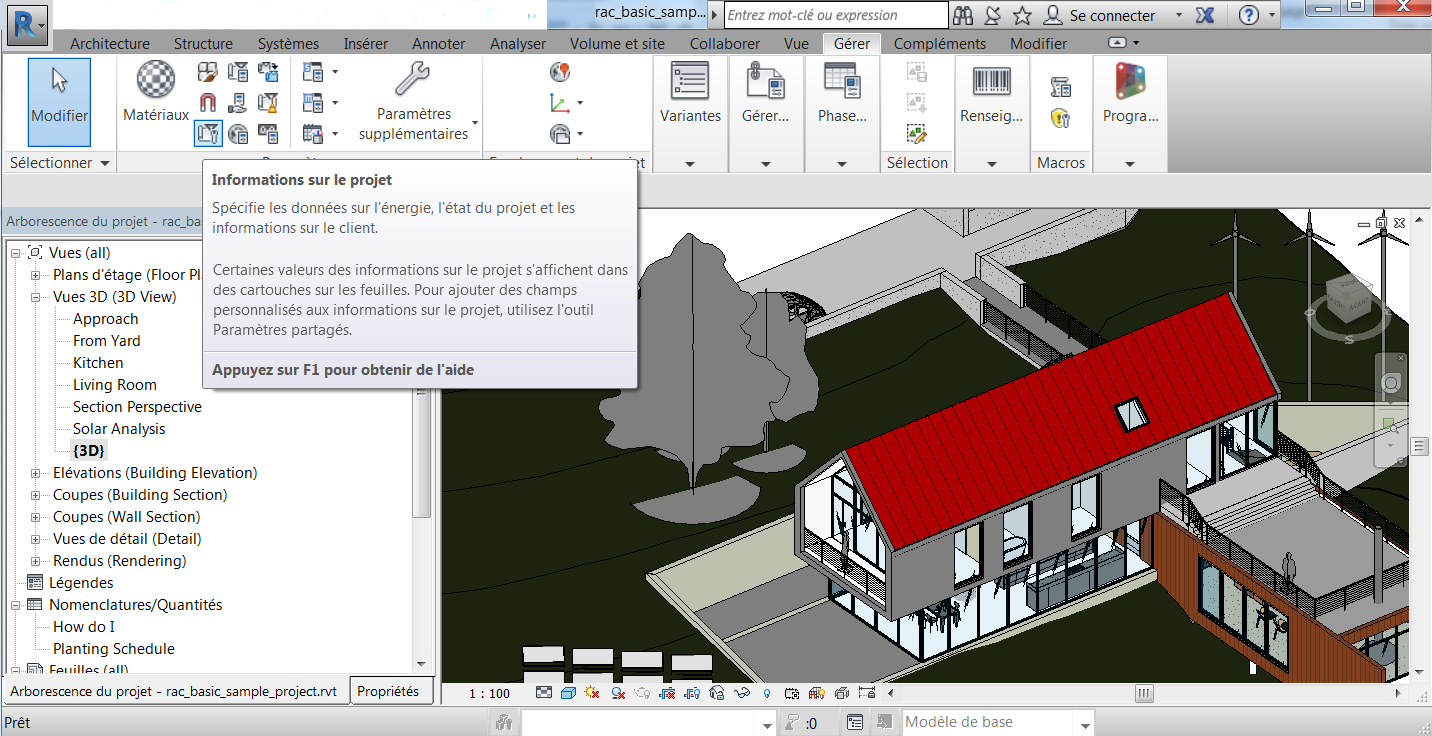 rac_basic_samp...
Entrez mot-clé ou expression
Se connecter
Architecture
Structure
Systèmes
Insérer
Annoter
Analyser
Volume et site
Collaborer
Vue
Gérer
Compléments
Modifier
Modifier
Matériaux
Paramètres
supplémentaires
Variantes
Gérer...
Phase...
Renseig...
Progra...
Sélectionner
Sélection
Macros
Informations sur le projet
Spécifie les données sur l'énergie, l'état du projet et les
informations sur le client.
Certaines valeurs des informations sur le projet s'affichent dans
des cartouches sur les feuilles. Pour ajouter des champs
personnalisés aux informations sur le projet, utilisez l'outil
Paramètres partagés.
Appuyez sur F1 pour obtenir de l'aide
Arborescence du projet - rac_ba
Vues (all)
Plans d'étage (Floor Pl
Vues 3D (3D View)
Approach
From Yard
Kitchen
Living Room
Section Perspective
Solar Analysis
{3D}
Elévations (Building Elevation)
Coupes (Building Section)
Coupes (Wall Section)
Vues de détail (Detail)
Rendus (Rendering)
Légendes
Nomenclatures/Quantités
How do I
Planting Schedule
Feuilles (all)
Arborescence du projet - rac_basic_sample_project.rvt
Propriétés
1 : 100
Prêt
:0
Modèle de base